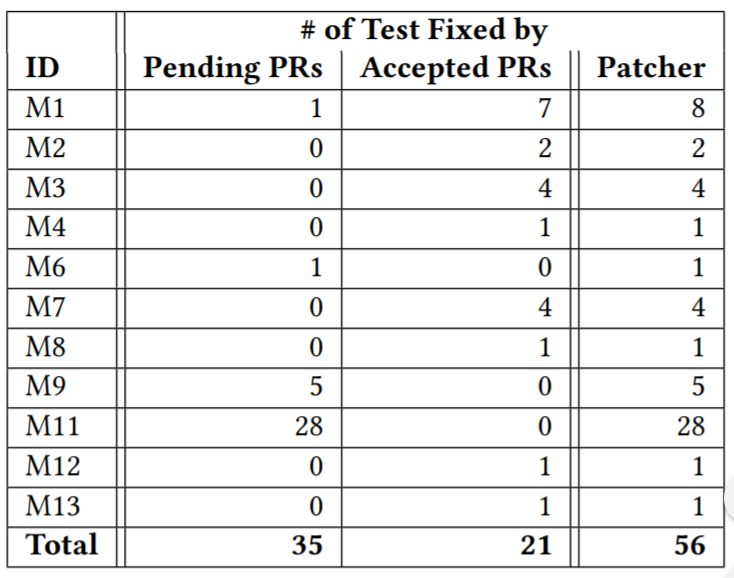 # of Test Fixed by
ID Pending PRs Accepted PRs Patcher
M1 1 7 8
M2 0 2 2
M3 0 4 4
M4 0 1 1
M6 1 0 1
M7 0 4 4
M8 0 1 1
M9 5 0 5
M11 28 0 28
M12 0 1 1
M13 0 1 1
Total 35 21 56